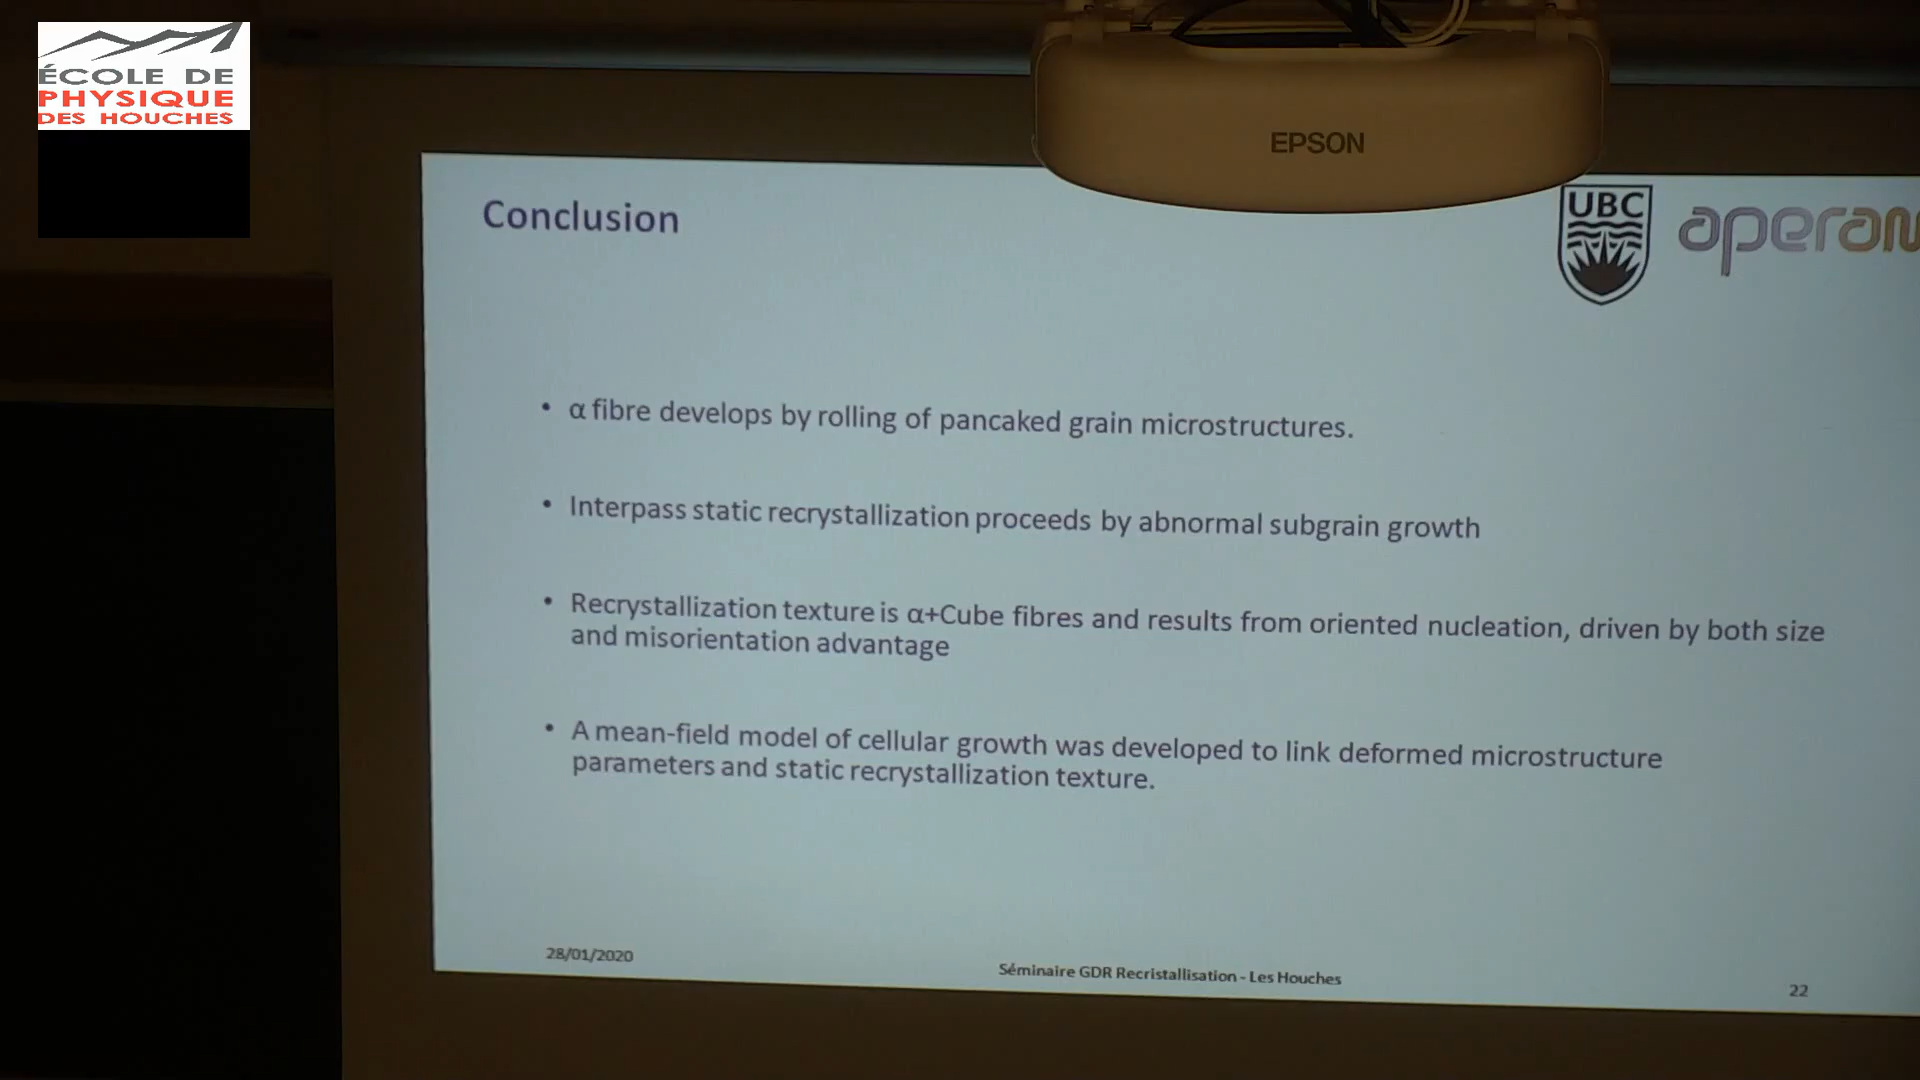 ÉCOLE DE
PHYSIQUE
DES HOUCHES
EPSON
Conclusion
UBC
aperam
• α fibre develops by rolling of pancaked grain microstructures.
• Interpass static recrystallization proceeds by abnormal subgrain growth
• Recrystallization texture is α+Cube fibres and results from oriented nucleation, driven by both size
and misorientation advantage
• A mean-field model of cellular growth was developed to link deformed microstructure
parameters and static recrystallization texture.
28/01/2020
Séminaire GDR Recristallisation - Les Houches
22